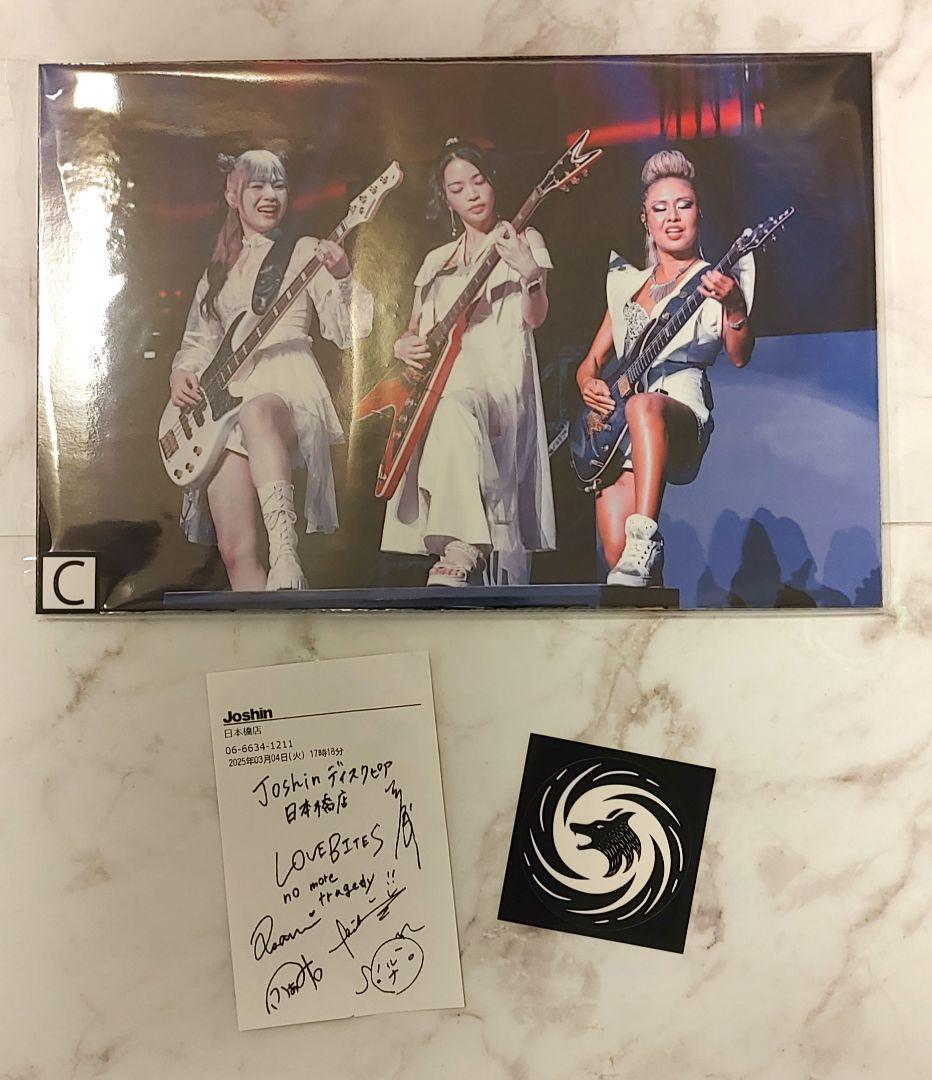 C
Joshin
日本橋店
06-6634-1211
2025年03月04日(火) 17時18分
Joshin ディスクピア
日本橋店
LOVEBITES
no more
tragedy
!!